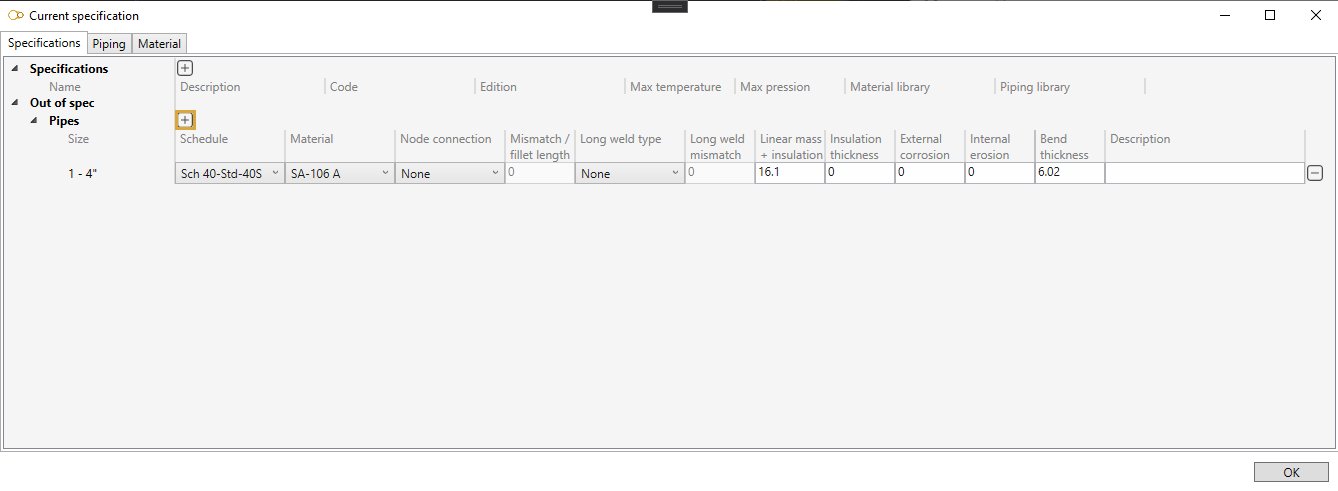 Current specification
Specifications Piping Material
Specifications
Name Description Code Edition Max temperature Max pression Material library Piping library
Out of spec
Pipes
Size Schedule Material Node connection Mismatch / Long weld type Long weld Linear mass Insulation External Internal Bend Description
fillet length mismatch + insulation thickness corrosion erosion thickness
1 - 4" Sch 40-Std-40S SA-106 A None 0 None 0 16.1 0 0 0 6.02
OK